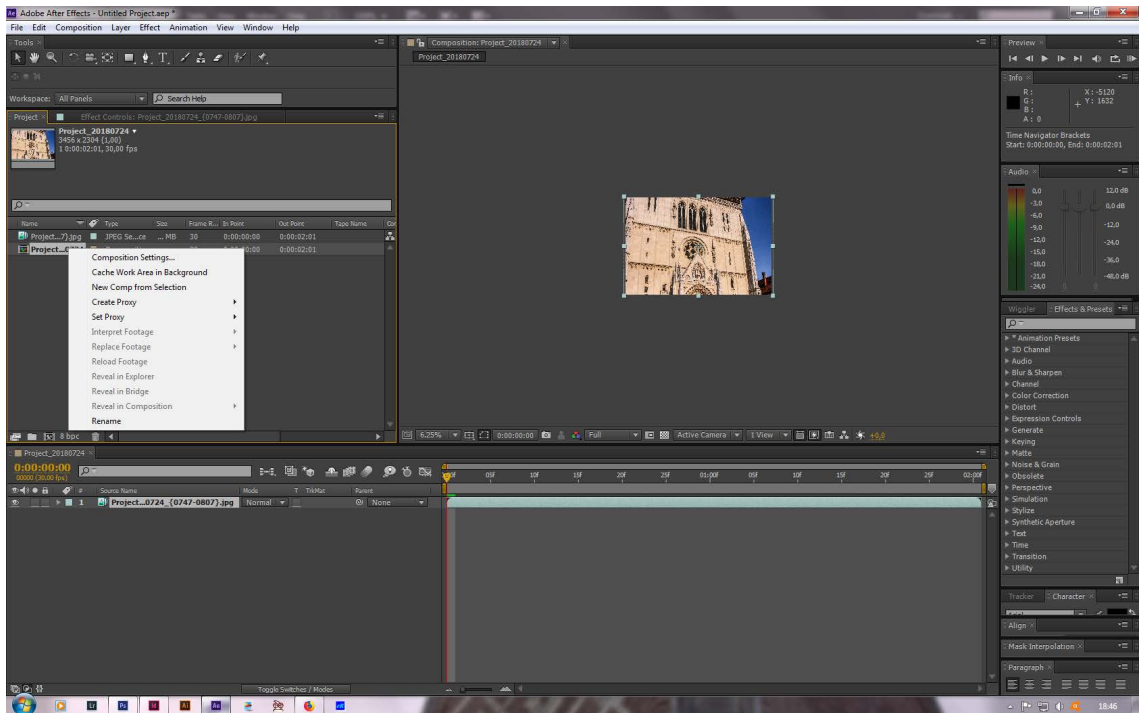 Adobe After Effects - Untitled Project.aep *
File Edit Composition Layer Effect Animation View Window Help
Tools
Workspace: All Panels Search Help
Project Effect Controls: Project_20180724_{0747-0807}.jpg
Project_20180724
3456 x 2304 (1,00)
1 0:00:02:01, 30,00 fps
Name Type Size Frame R... In Point Out Point Tape Name
Project...7}.jpg JPEG Se...ce ... MB 30 0:00:00:00 0:00:02:01
0:00:02:01
Composition Settings...
Cache Work Area in Background
New Comp from Selection
Create Proxy
Set Proxy
Interpret Footage
Replace Footage
Reload Footage
Reveal in Explorer
Reveal in Bridge
Reveal in Composition
Rename
8 bpc
Composition: Project_20180724
Project_20180724
6.25% 0:00:00:00 Full Active Camera 1 View +0,0
Preview
Info
R: X: -5120
G: Y: 1632
B:
A: 0
Time Navigator Brackets
Start: 0:00:00:00, End: 0:00:02:01
Audio
0,0 12,0 dB
-3,0 0,0 dB
-6,0
-9,0 -12,0
-12,0 -24,0
-15,0
-18,0 -36,0
-21,0 -48,0 dB
-24,0
Wiggler Effects & Presets
* Animation Presets
3D Channel
Audio
Blur & Sharpen
Channel
Color Correction
Distort
Expression Controls
Generate
Keying
Matte
Noise & Grain
Obsolete
Perspective
Simulation
Stylize
Synthetic Aperture
Text
Time
Transition
Utility
Tracker Character
Align
Mask Interpolation
Paragraph
Project_20180724
0:00:00:00
00000 (30.00 fps)
05f 10f 15f 20f 25f 01:00f 05f 10f 15f 20f 25f 02:00f
# Source Name Mode T TrkMat Parent
1 Project...0724_{0747-0807}.jpg Normal None
Toggle Switches / Modes
Lr Ps Id Ai Ae
18:46